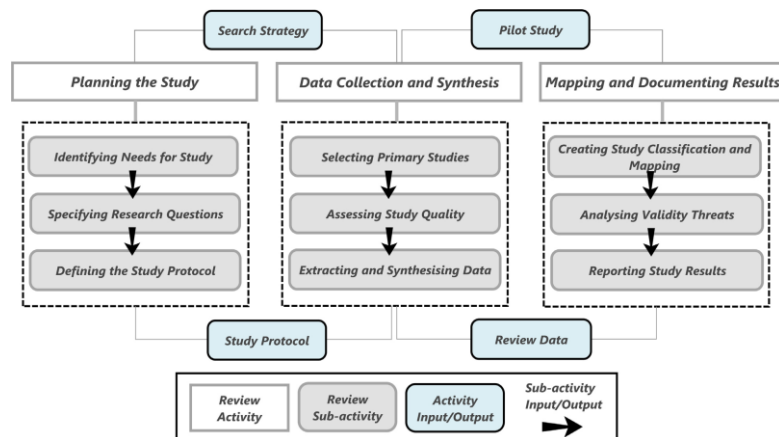 Search Strategy
Pilot Study
Planning the Study
Data Collection and Synthesis
Mapping and Documenting Results
Identifying Needs for Study
Specifying Research Questions
Defining the Study Protocol
Selecting Primary Studies
Assessing Study Quality
Extracting and Synthesising Data
Creating Study Classification and
Mapping
Analysing Validity Threats
Reporting Study Results
Study Protocol
Review Data
Review
Activity
Review
Sub-activity
Activity
Input/Output
Sub-activity
Input/Output